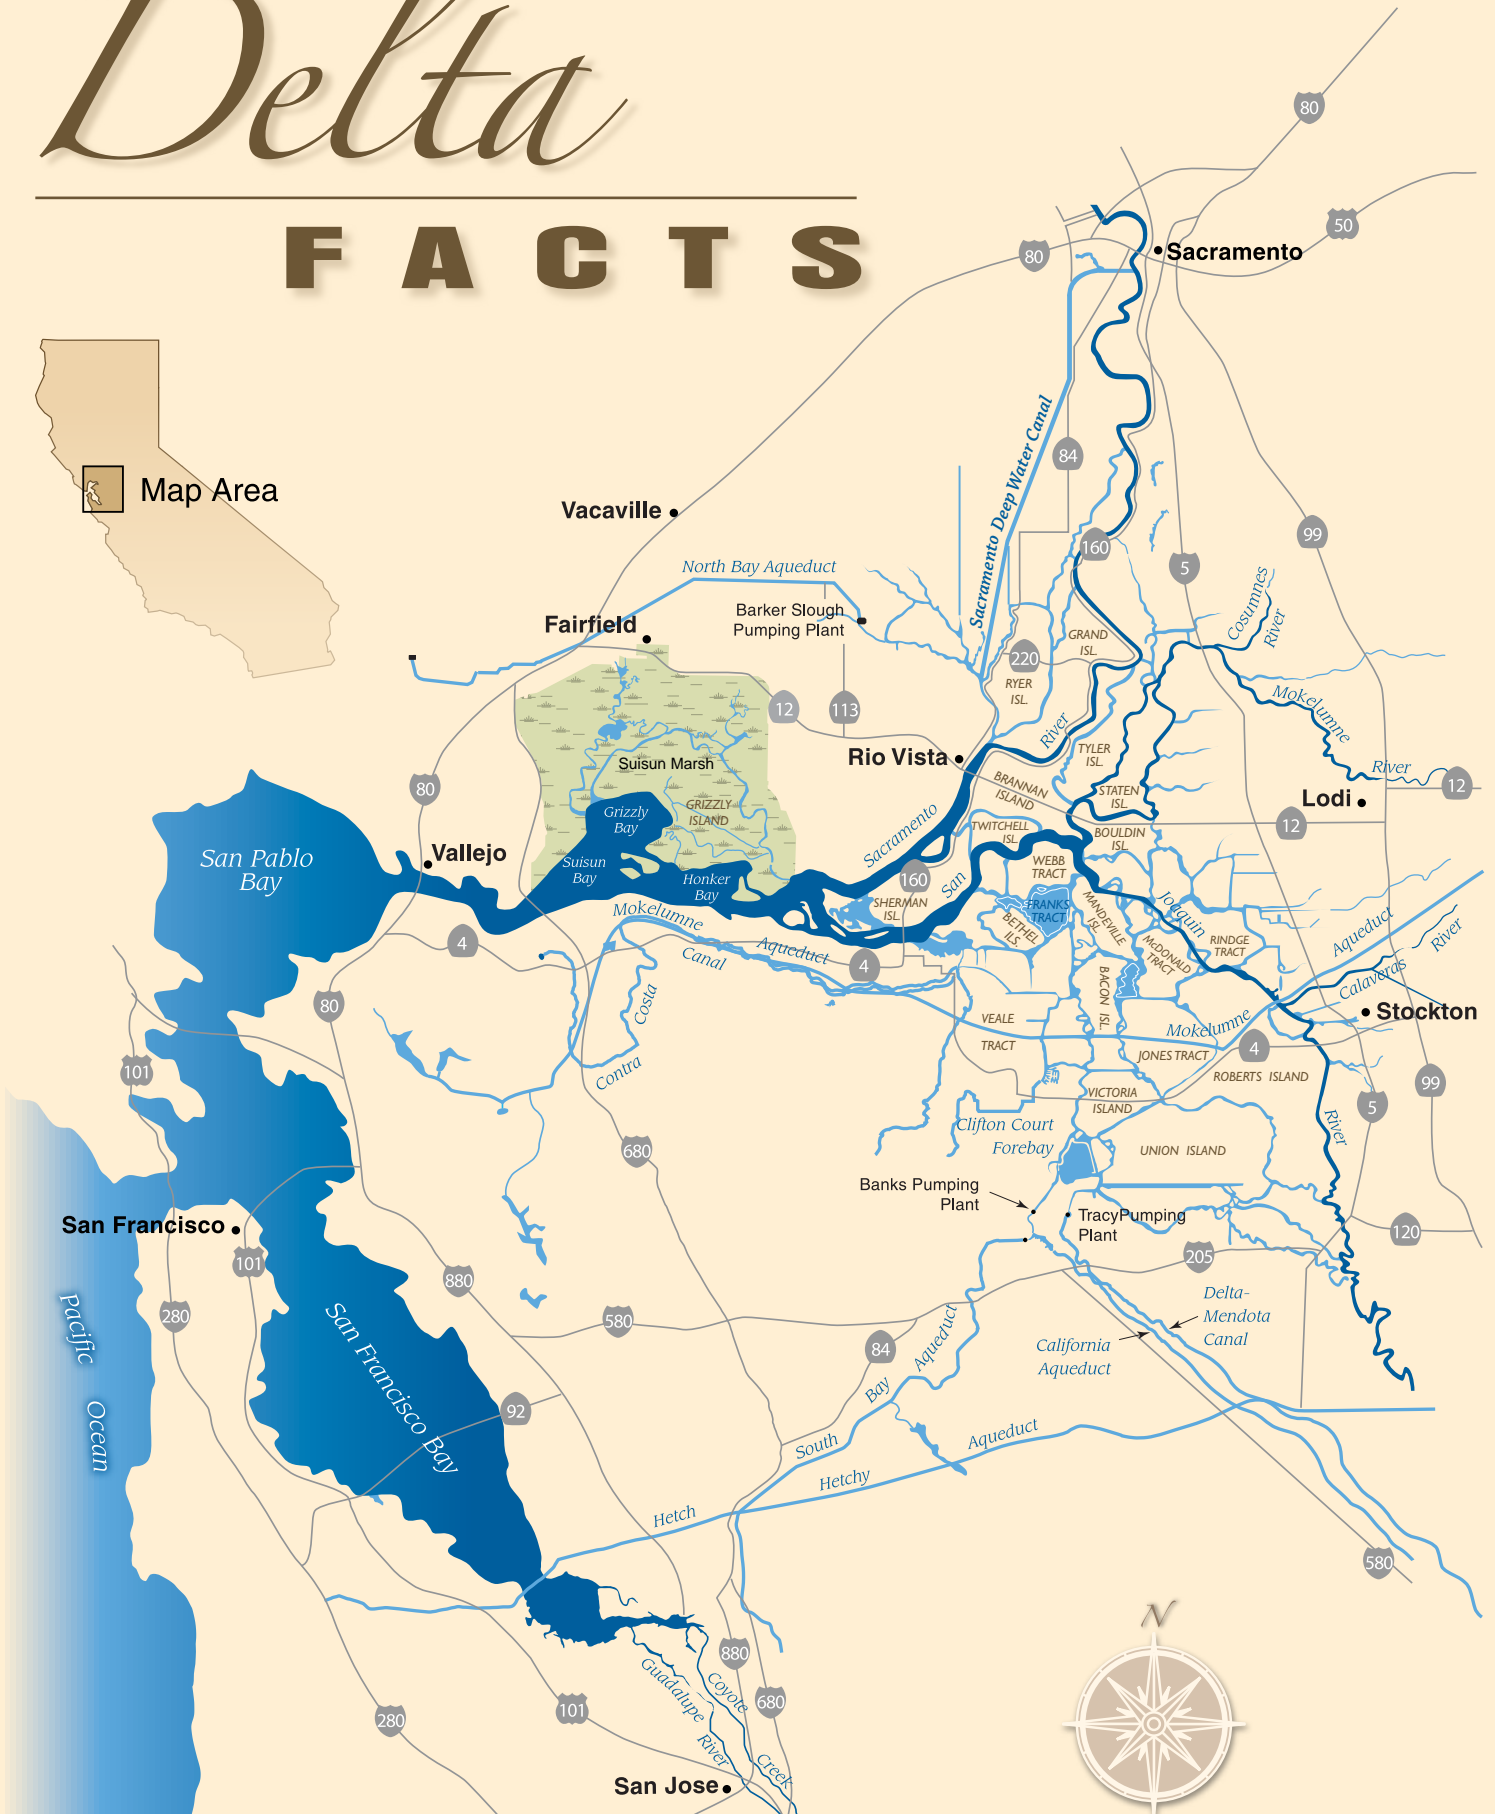 Delta
FACTS
80
50
80
Sacramento
Map Area
Sacramento Deep Water Canal
84
Vacaville
99
160
5
North Bay Aqueduct
Barker Slough
Pumping Plant
Fairfield
Cosumnes
River
GRAND
ISL.
220
RYER
ISL.
12
113
Mokelumne
River
12
River
Rio Vista
TYLER
ISL.
Suisun Marsh
80
BRANNAN
ISLAND
STATEN
ISL.
Lodi
12
GRIZZLY
ISLAND
Grizzly
Bay
Sacramento
TWITCHELL
ISL.
BOULDIN
ISL.
San Pablo
Bay
Vallejo
Suisun
Bay
Honker
Bay
160
San
WEBB
TRACT
SHERMAN
ISL.
FRANKS
TRACT
MANDEVILLE
ISL.
Joaquin
BETHEL
ILS.
McDONALD
TRACT
RINDGE
TRACT
Aqueduct
River
Calaveras
4
Mokelumne
Aqueduct
Canal
4
Costa
Contra
80
BACON ISL.
VEALE
TRACT
Mokelumne
Stockton
4
JONES TRACT
ROBERTS ISLAND
101
99
5
VICTORIA
ISLAND
Clifton Court
Forebay
River
680
UNION ISLAND
Banks Pumping
Plant
TracyPumping
Plant
San Francisco
120
101
205
880
280
580
Delta-
Mendota
Canal
California
Aqueduct
84
Pacific
Ocean
San Francisco Bay
92
South
Bay
Aqueduct
Hetch
Hetchy
Aqueduct
580
N
880
680
Guadalupe
River
Coyote
Creek
101
280
San Jose